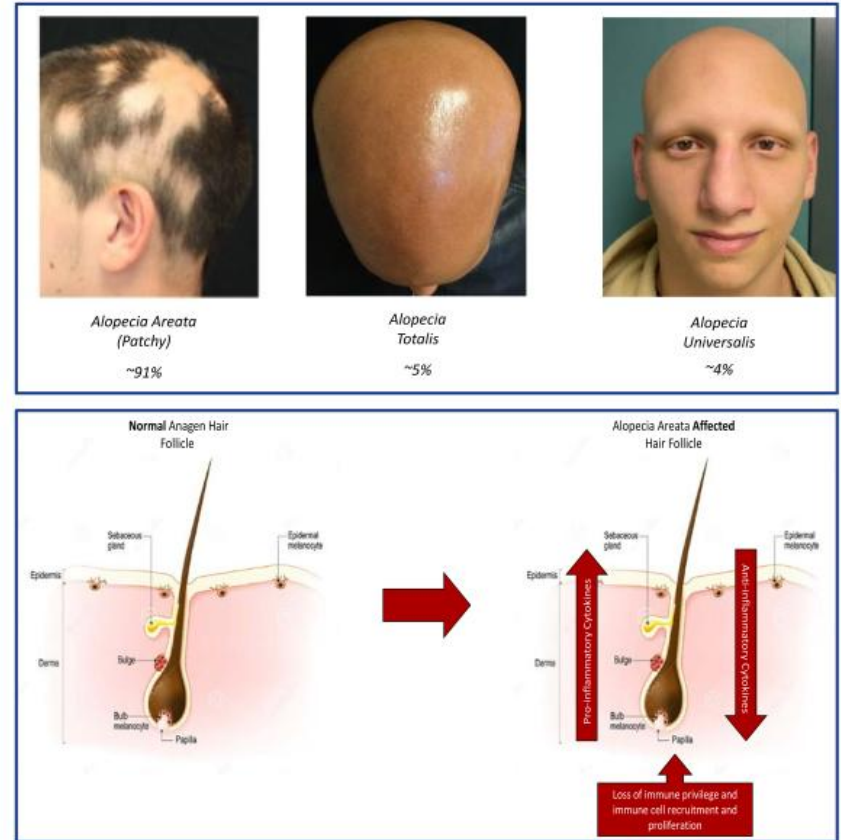 Alopecia Areata
(Patchy)
~91%
Alopecia
Totalis
~5%
Alopecia
Universalis
~4%
Normal Anagen Hair
Follicle
Sebaceous
gland
Epidermal
melanocyte
Epidermis
Derme
Bulge
Bulb
melanocyte
Papilla
Alopecia Areata Affected
Hair Follicle
Sebaceous
gland
Epidermal
melanocyte
Epidermis
Derme
Bulge
Bulb
melanocyte
Papilla
Pro-inflammatory Cytokines
Anti-inflammatory Cytokines
Loss of immune privilege and
immune cell recruitment and
proliferation